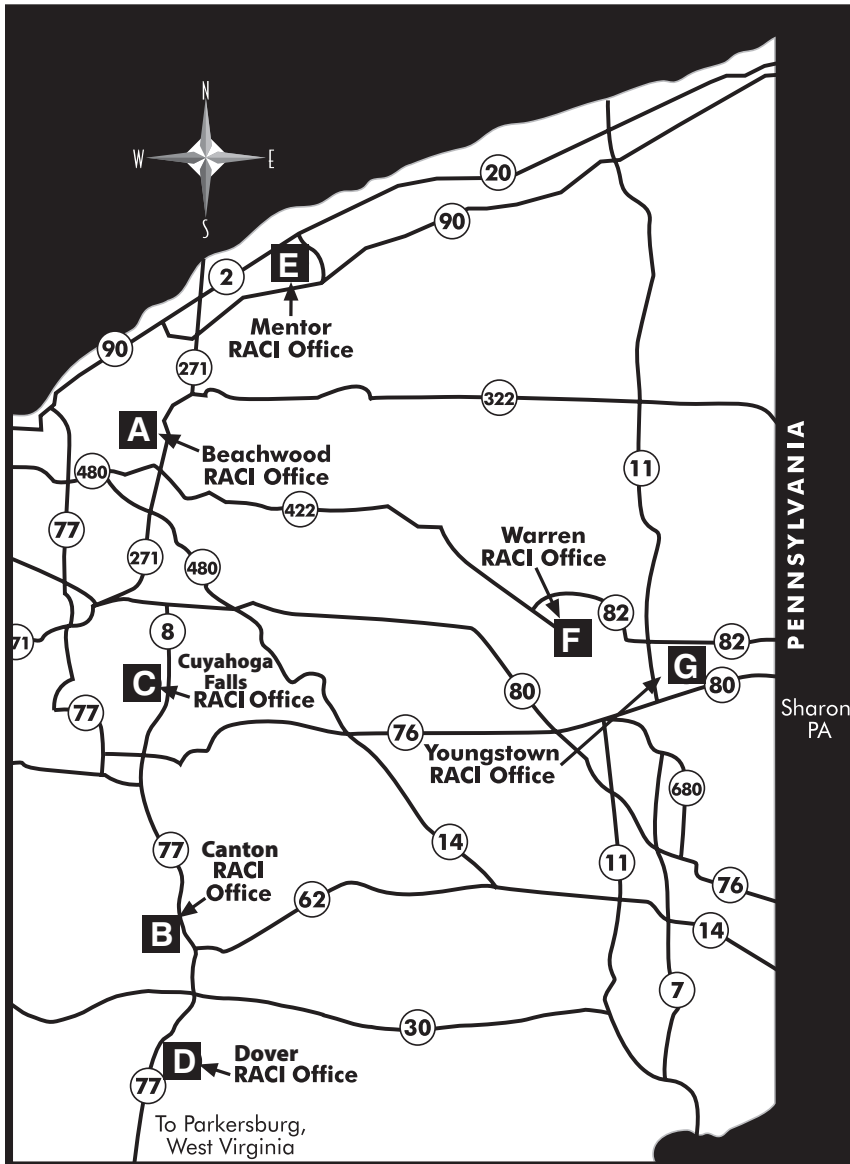 N
W E
S
20
90
E
2
Mentor
RACI Office
90
271
322
A
Beachwood
RACI Office
11
480
422
77
Warren
RACI Office
271
480
PENNSYLVANIA
82
F
82
71
8
G
C
Cuyahoga
Falls
RACI Office
80
80
77
Sharon
PA
76
Youngstown
RACI Office
680
14
77
Canton
RACI
Office
11
62
76
B
14
7
30
D
Dover
RACI Office
77
To Parkersburg,
West Virginia